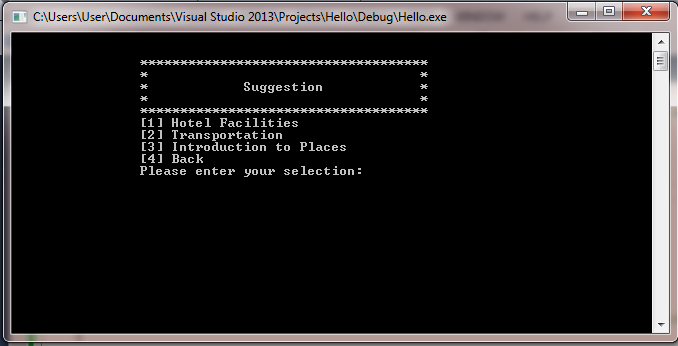 C:\Users\User\Documents\Visual Studio 2013\Projects\Hello\Debug\Hello.exe
************************************
*                                  *
*            Suggestion            *
*                                  *
************************************
[1] Hotel Facilities
[2] Transportation
[3] Introduction to Places
[4] Back
Please enter your selection: